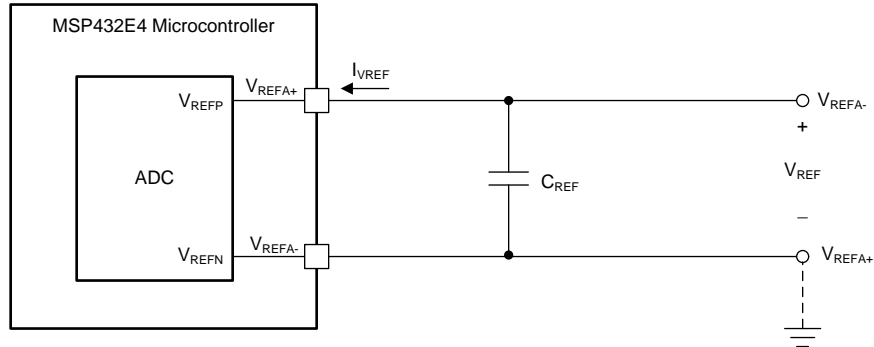 MSP432E4 Microcontroller
IVREF
VREFP
VREFA+
VREFA-
+
ADC
CREF
VREF
–
VREFN
VREFA-
VREFA+